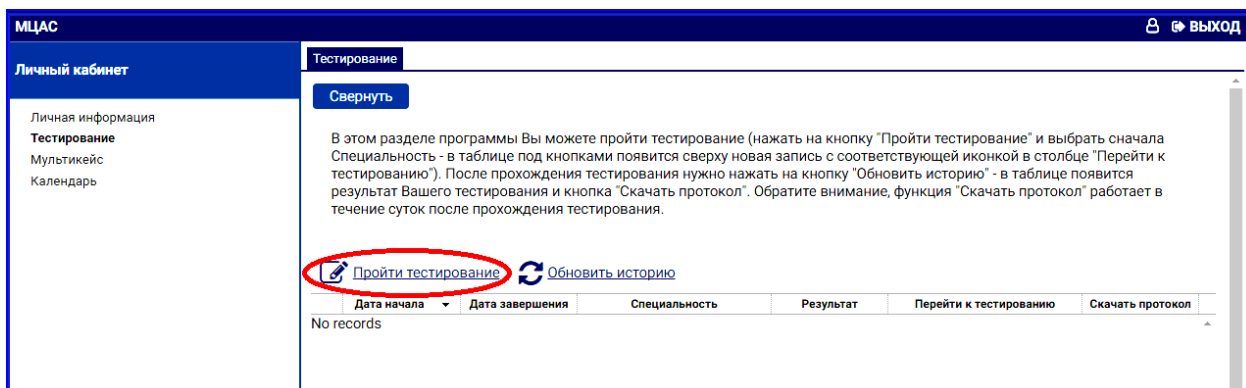 МЦАС
ВЫХОД
Личный кабинет
Личная информация
Тестирование
Мультикейс
Календарь
Тестирование
Свернуть
В этом разделе программы Вы можете пройти тестирование (нажать на кнопку "Пройти тестирование" и выбрать сначала
Специальность - в таблице под кнопками появится сверху новая запись с соответствующей иконкой в столбце "Перейти к
тестированию"). После прохождения тестирования нужно нажать на кнопку "Обновить историю" - в таблице появится
результат Вашего тестирования и кнопка "Скачать протокол". Обратите внимание, функция "Скачать протокол" работает в
течение суток после прохождения тестирования.
Пройти тестирование Обновить историю
Дата начала Дата завершения Специальность Результат Перейти к тестированию Скачать протокол
No records